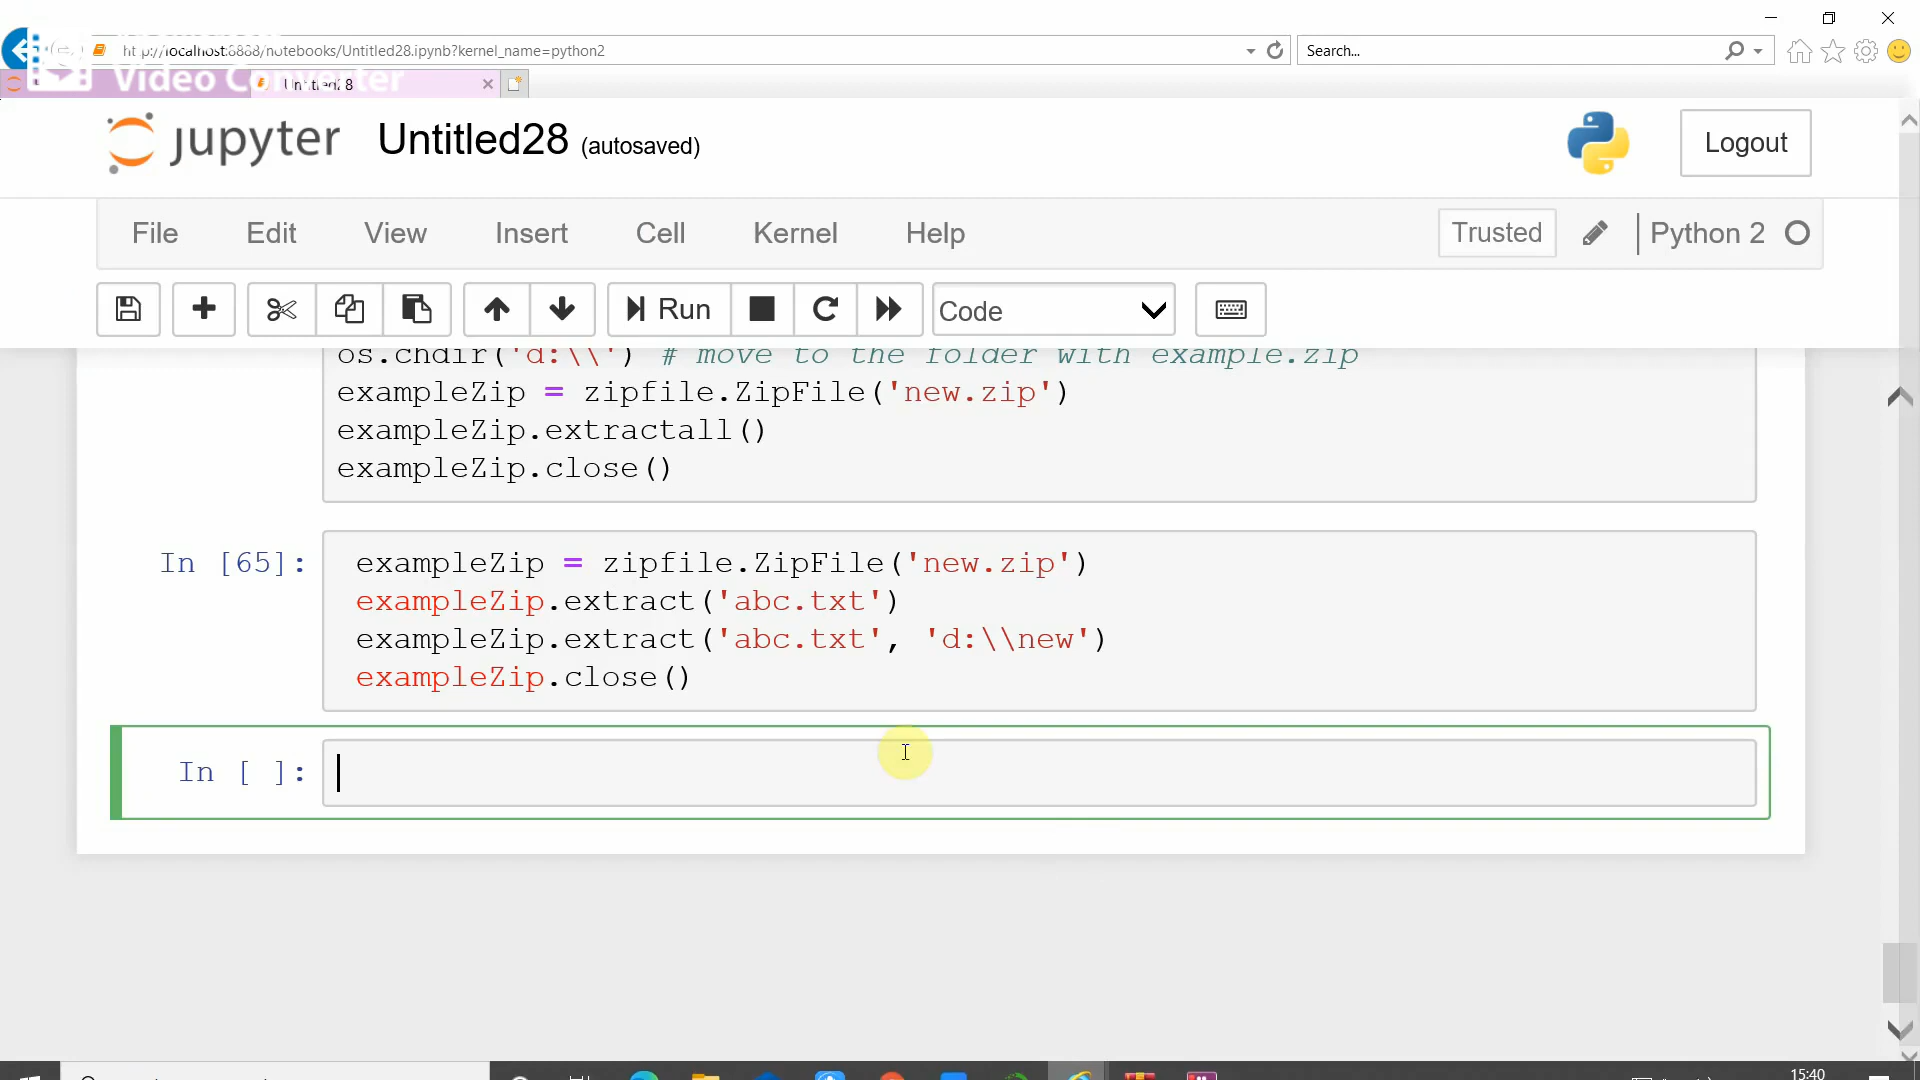 http://localhost:8888/notebooks/Untitled28.ipynb?kernel_name=python2
Search...
Video Converter
Untitled28
jupyter
Untitled28 (autosaved)
Logout
File Edit View Insert Cell Kernel Help
Trusted
Python 2
Run
Code
os.chdir('d:\\') # move to the folder with example.zip
exampleZip = zipfile.ZipFile('new.zip')
exampleZip.extractall()
exampleZip.close()
In [65]:
exampleZip = zipfile.ZipFile('new.zip')
exampleZip.extract('abc.txt')
exampleZip.extract('abc.txt', 'd:\\new')
exampleZip.close()
In [ ]:
15:40